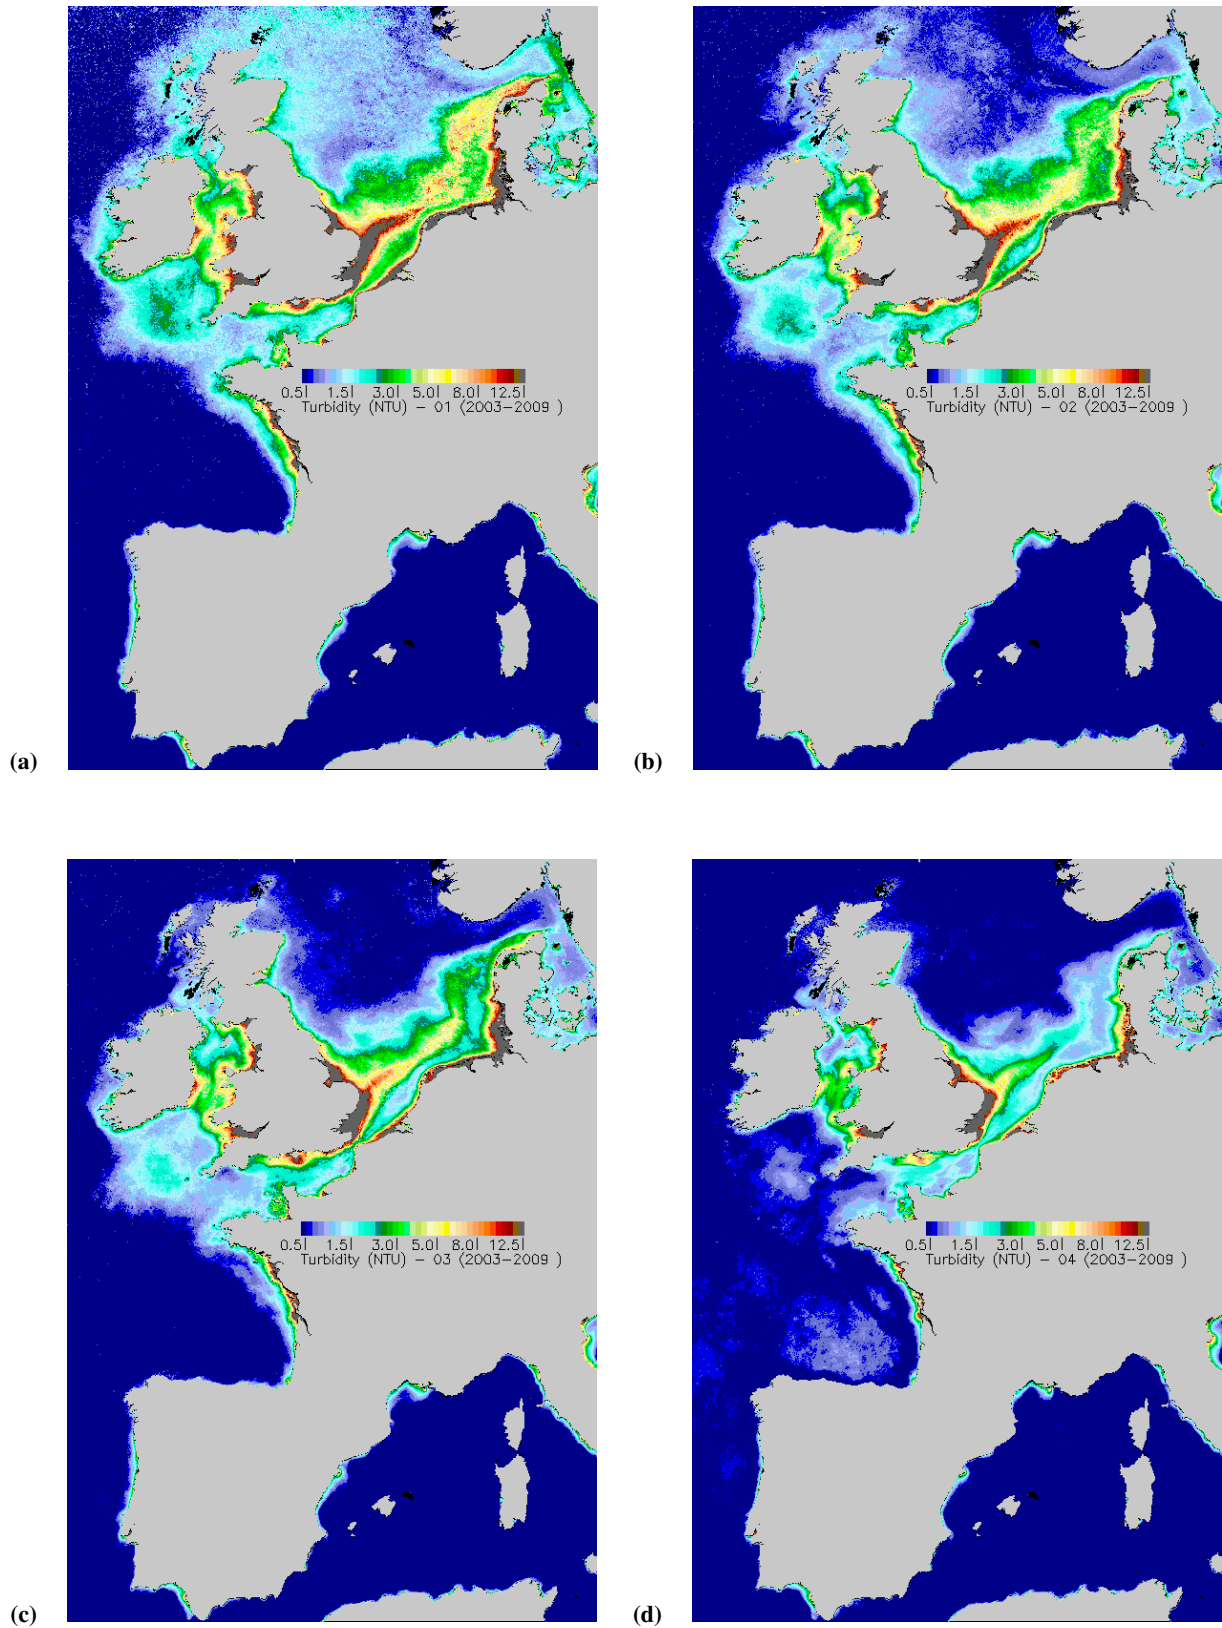 0.5| 1.5| 3.0| 5.0| 8.0| 12.5|
Turbidity (NTU) - 01 (2003-2009 )
(a)
0.5| 1.5| 3.0| 5.0| 8.0| 12.5|
Turbidity (NTU) - 02 (2003-2009 )
(b)
0.5| 1.5| 3.0| 5.0| 8.0| 12.5|
Turbidity (NTU) - 03 (2003-2009 )
(c)
0.5| 1.5| 3.0| 5.0| 8.0| 12.5|
Turbidity (NTU) - 04 (2003-2009 )
(d)